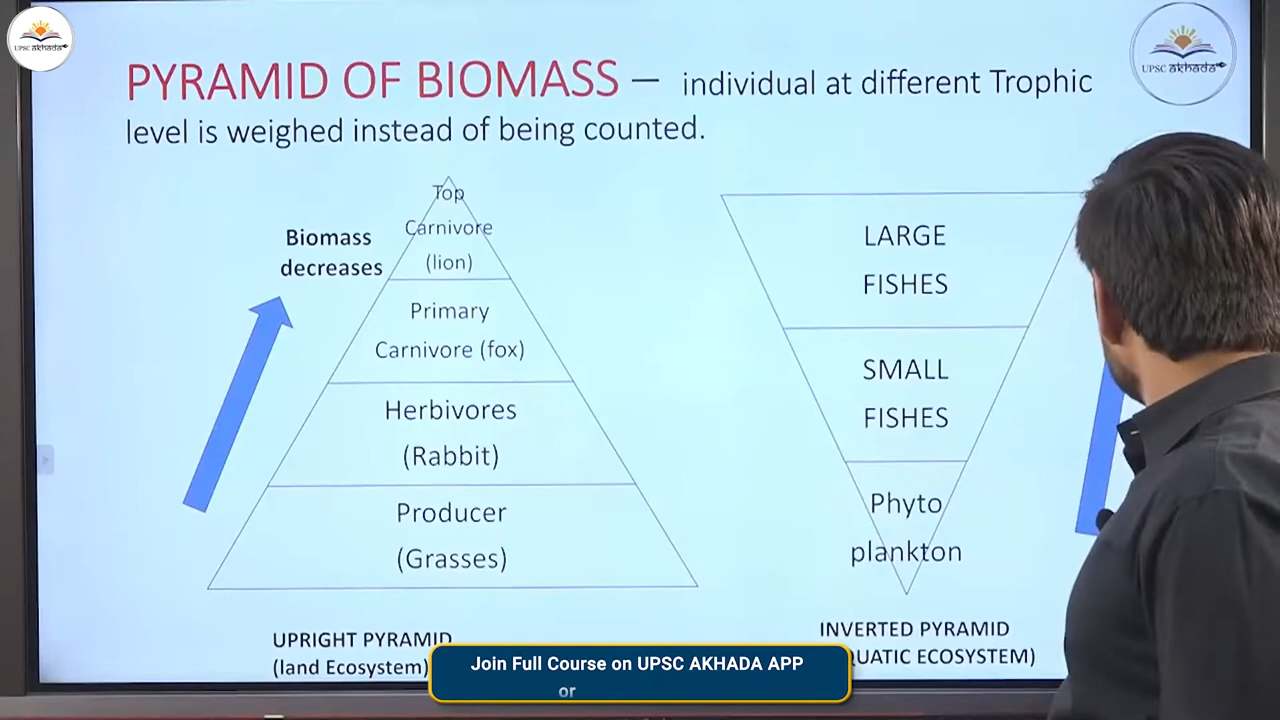 UPSC akhada
UPSC akhada
PYRAMID OF BIOMASS – individual at different Trophic
level is weighed instead of being counted.
Biomass
decreases
Top
Carnivore
(lion)
Primary
Carnivore (fox)
Herbivores
(Rabbit)
Producer
(Grasses)
UPRIGHT PYRAMID
(land Ecosystem)
LARGE
FISHES
SMALL
FISHES
Phyto
plankton
INVERTED PYRAMID
QUATIC ECOSYSTEM)
Join Full Course on UPSC AKHADA APP
or